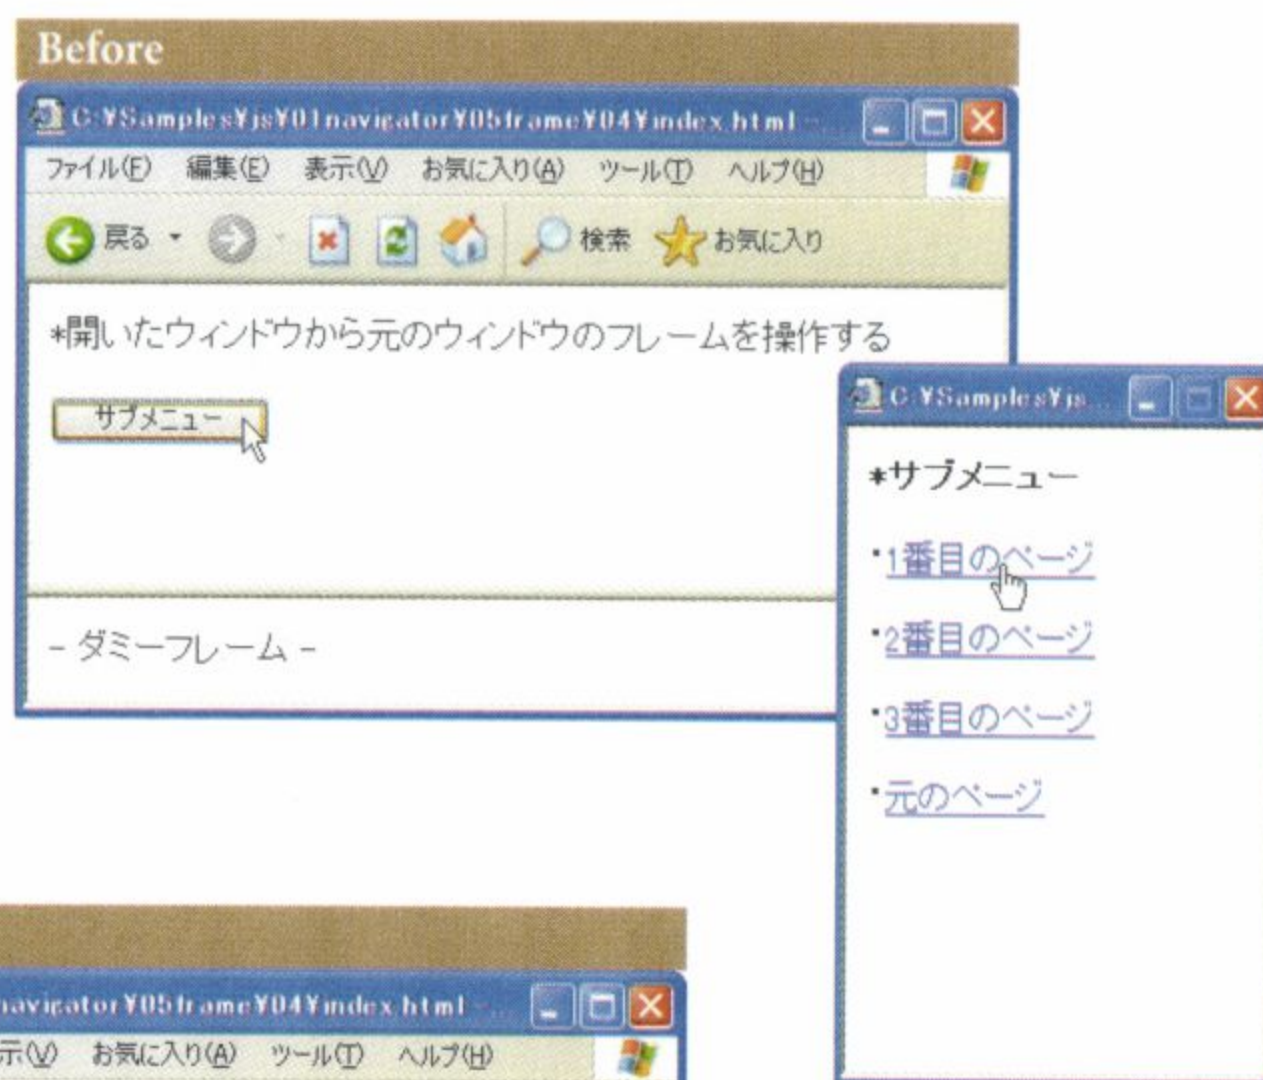 Before
C:¥Samples¥js¥01navigator¥05frame¥04¥index.html - ...
ファイル(F) 編集(E) 表示(V) お気に入り(A) ツール(T) ヘルプ(H)
戻る 検索 お気に入り
*開いたウィンドウから元のウィンドウのフレームを操作する
サブメニュー
- ダミーフレーム -
C:¥Samples¥js...
*サブメニュー
・1番目のページ
・2番目のページ
・3番目のページ
・元のページ
navigator¥05frame¥04¥index.html - ...
示(V) お気に入り(A) ツール(T) ヘルプ(H)